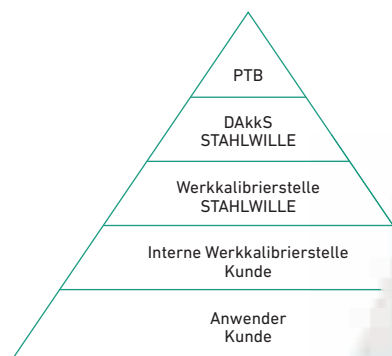 PTB
DAkkS
STAHLWILLE
Werkkalibrierstelle
STAHLWILLE
Interne Werkkalibrierstelle
Kunde
Anwender
Kunde